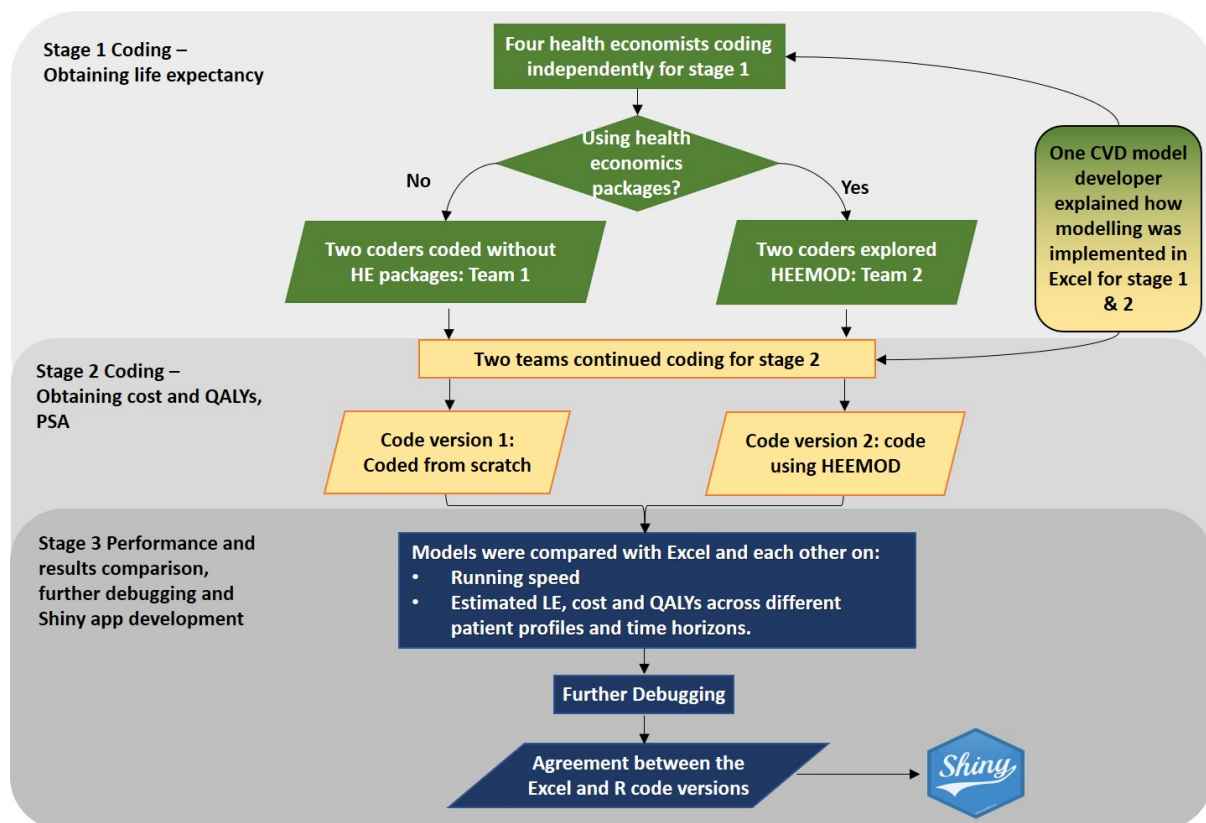 Stage 1 Coding –
Obtaining life expectancy
Four health economists coding
independently for stage 1
Using health
economics
packages?
No
Yes
One CVD model
developer
explained how
modelling was
implemented in
Excel for stage 1
& 2
Two coders coded without
HE packages: Team 1
Two coders explored
HEEMOD: Team 2
Stage 2 Coding –
Obtaining cost and QALYs,
PSA
Two teams continued coding for stage 2
Code version 1:
Coded from scratch
Code version 2: code
using HEEMOD
Stage 3 Performance and
results comparison,
further debugging and
Shiny app development
Models were compared with Excel and each other on:
• Running speed
• Estimated LE, cost and QALYs across different
patient profiles and time horizons.
Further Debugging
Agreement between the
Excel and R code versions
Shiny